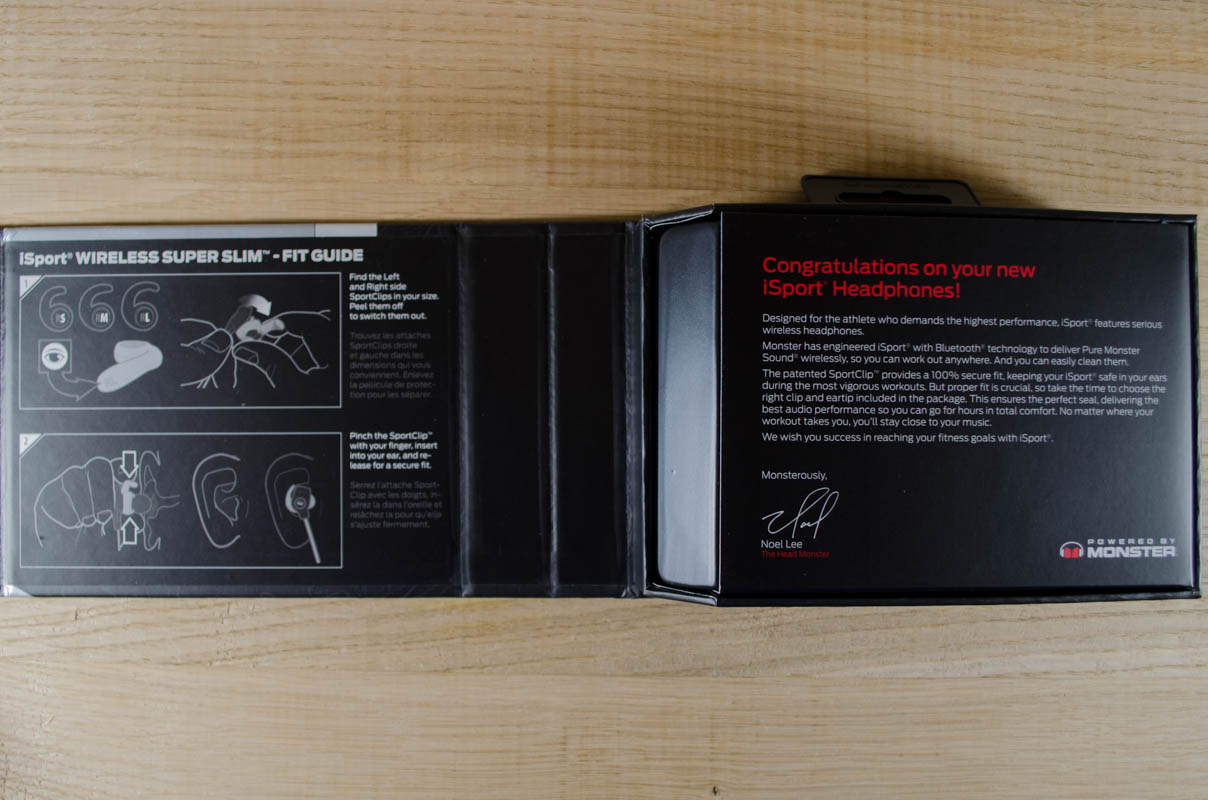 iSport® WIRELESS SUPER SLIM™ - FIT GUIDE
1
RS
RM
RL
Find the Left
and Right side
SportClips in your size.
Peel them off
to switch them out.
Trouvez les attaches
SportClips droite
et gauche dans les
dimensions qui vous
conviennent. Enlevez
la pellicule de protec-
tion pour les séparer.
2
Pinch the SportClip™
with your finger, insert
into your ear, and re-
lease for a secure fit.
Serrez l'attache Sport-
Clip avec les doigts, in-
sérez la dans l'oreille et
relâchez la pour qu'elle
s'ajuste fermement.
Congratulations on your new
iSport® Headphones!
Designed for the athlete who demands the highest performance, iSport® features serious
wireless headphones.
Monster has engineered iSport® with Bluetooth® technology to deliver Pure Monster
Sound® wirelessly, so you can work out anywhere. And you can easily clean them.
The patented SportClip™ provides a 100% secure fit, keeping your iSport® safe in your ears
during the most vigorous workouts. But proper fit is crucial, so take the time to choose the
right clip and eartip included in the package. This ensures the perfect seal, delivering the
best audio performance so you can go for hours in total comfort. No matter where your
workout takes you, you'll stay close to your music.
We wish you success in reaching your fitness goals with iSport®.
Monsterously,
Noel Lee
The Head Monster
POWERED BY
MONSTER